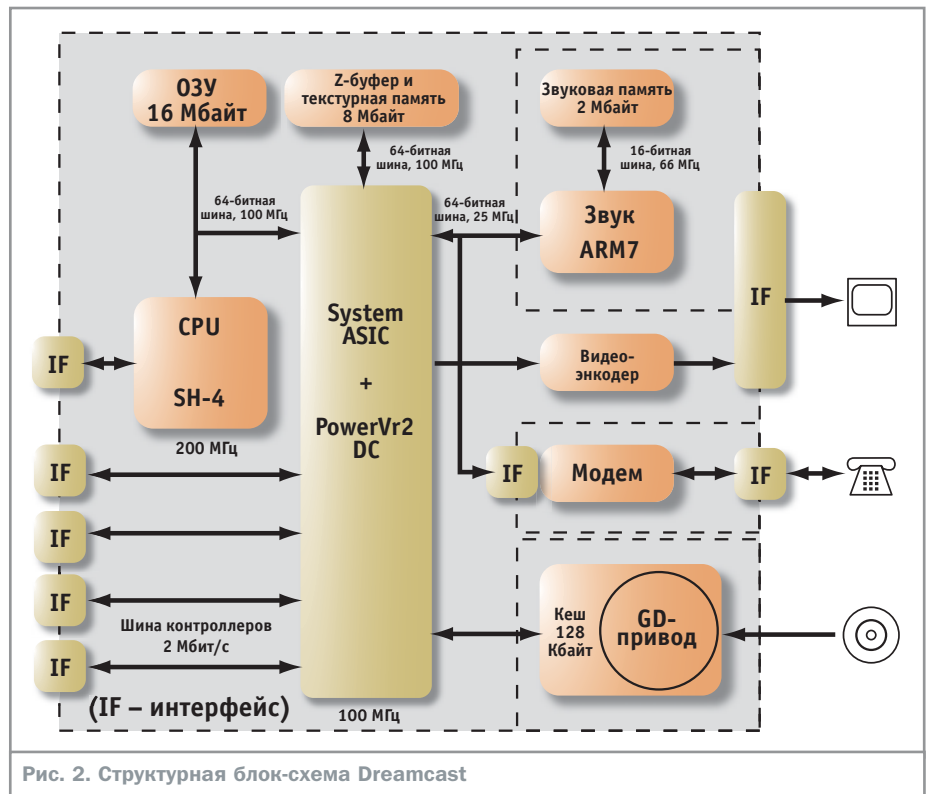 ОЗУ
16 Мбайт
Z-буфер и
текстурная память
8 Мбайт
Звуковая память
2 Мбайт
64-битная
шина, 100 МГц
16-битная
шина, 66 МГц
64-битная
шина, 100 МГц
64-битная
шина, 25 МГц
Звук
ARM7
System
ASIC
+
PowerVr2
DC
CPU
SH-4
200 МГц
IF
IF
Видео-
энкодер
IF
IF
Модем
IF
IF
IF
Шина контроллеров
2 Мбит/с
IF
Кеш
128
Кбайт
GD-
привод
(IF – интерфейс)
100 МГц
Рис. 2. Структурная блок-схема Dreamcast